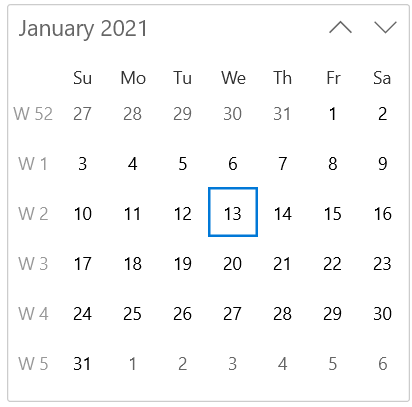 January 2021
Su Mo Tu We Th Fr Sa
W 52 27 28 29 30 31 1 2
W 1 3 4 5 6 7 8 9
W 2 10 11 12 13 14 15 16
W 3 17 18 19 20 21 22 23
W 4 24 25 26 27 28 29 30
W 5 31 1 2 3 4 5 6